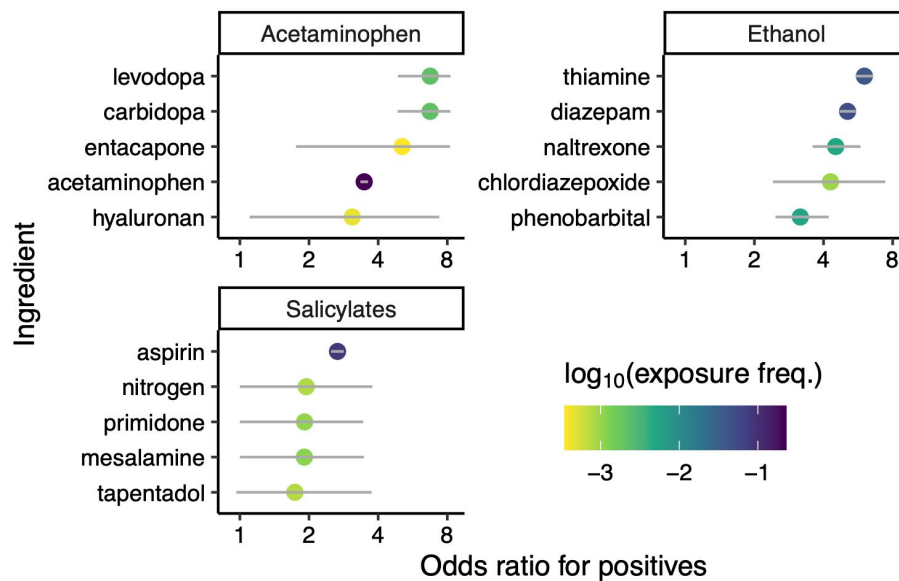 Acetaminophen
levodopa
carbidopa
entacapone
acetaminophen
hyaluronan
1 2 4 8
Ethanol
thiamine
diazepam
naltrexone
chlordiazepoxide
phenobarbital
1 2 4 8
Ingredient
Salicylates
aspirin
nitrogen
primidone
mesalamine
tapentadol
1 2 4 8
log10(exposure freq.)
−3 −2 −1
Odds ratio for positives